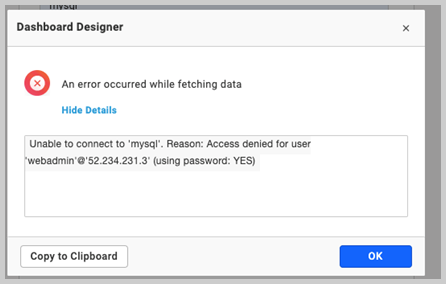 mysql
Dashboard Designer
×
An error occurred while fetching data
Hide Details
Unable to connect to 'mysql'. Reason: Access denied for user
'webadmin'@'52.234.231.3' (using password: YES)
Copy to Clipboard
OK